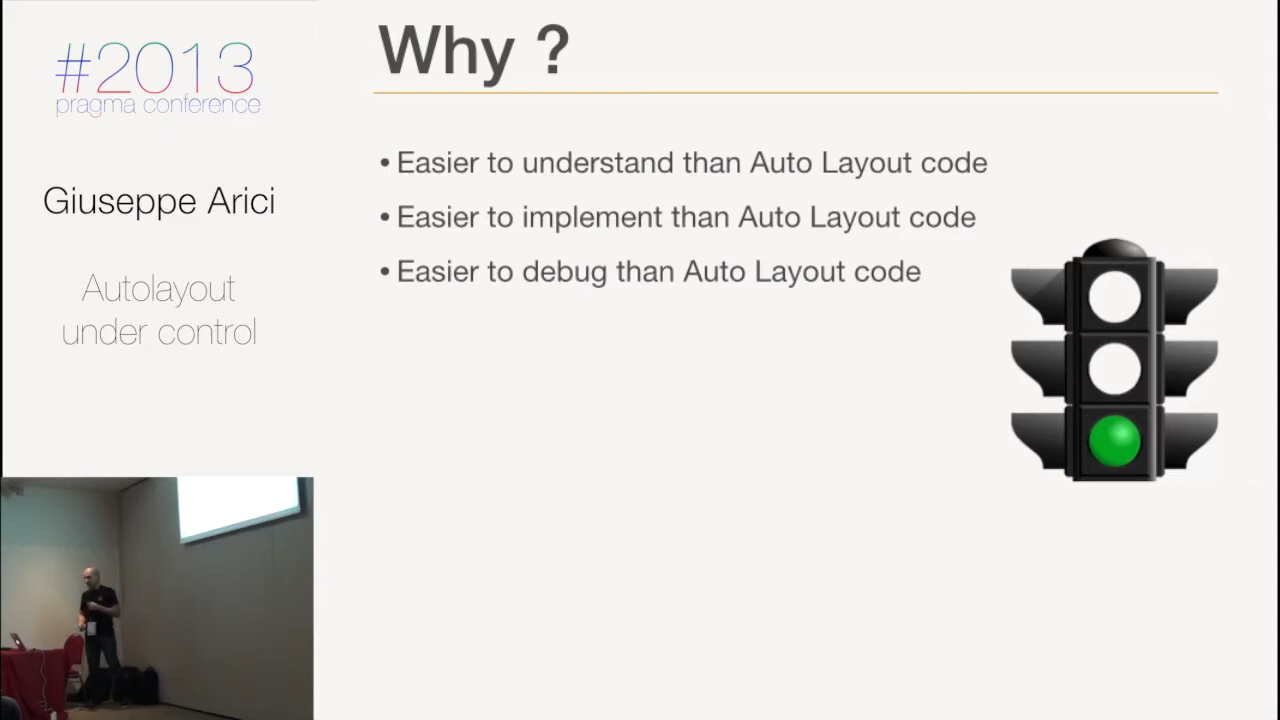 #2013
pragma conference
Giuseppe Arici
Autolayout
under control
Why ?
• Easier to understand than Auto Layout code
• Easier to implement than Auto Layout code
• Easier to debug than Auto Layout code